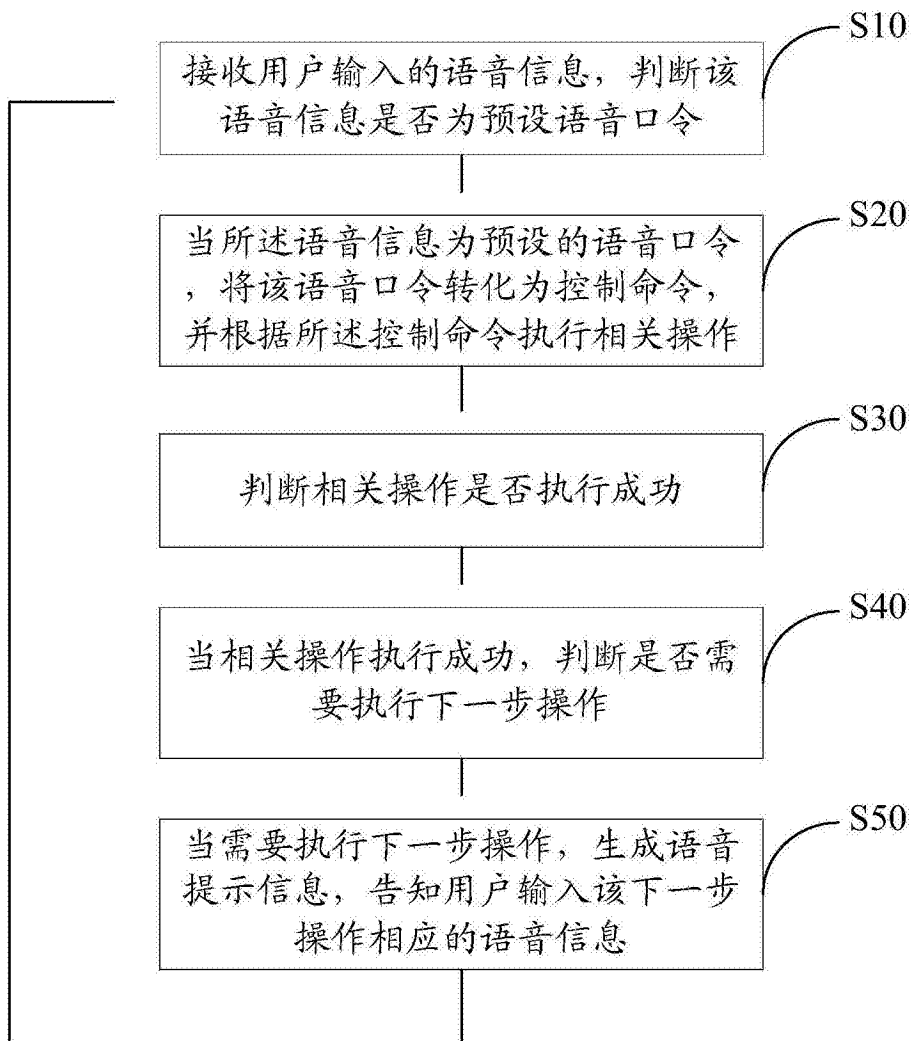 S10
接收用户输入的语音信息，判断该
语音信息是否为预设语音口令
S20
当所述语音信息为预设的语音口令
，将该语音口令转化为控制命令，
并根据所述控制命令执行相关操作
S30
判断相关操作是否执行成功
S40
当相关操作执行成功，判断是否需
要执行下一步操作
S50
当需要执行下一步操作，生成语音
提示信息，告知用户输入该下一步
操作相应的语音信息